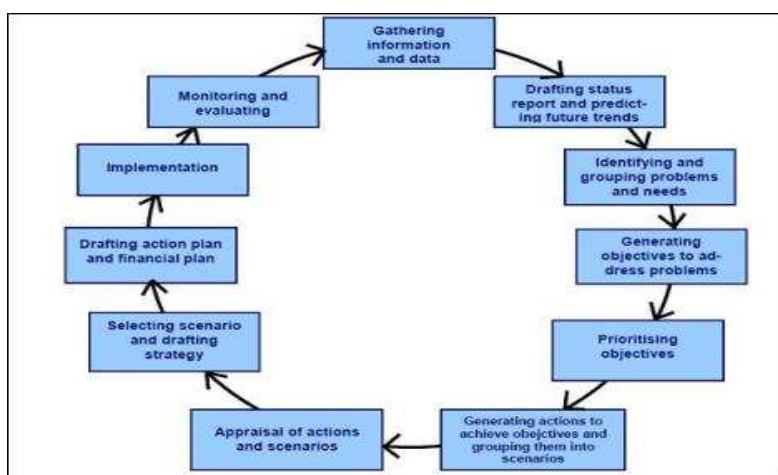 Gathering
information
and data
Drafting status
report and predict-
ing future trends
Identifying and
grouping problems
and needs
Generating
objectives to ad-
dress problems
Prioritising
objectives
Generating actions to
achieve obejctives and
grouping them into
scenarios
Appraisal of actions
and scenarios
Selecting scenario
and drafting
strategy
Drafting action plan
and financial plan
Implementation
Monitoring and
evaluating